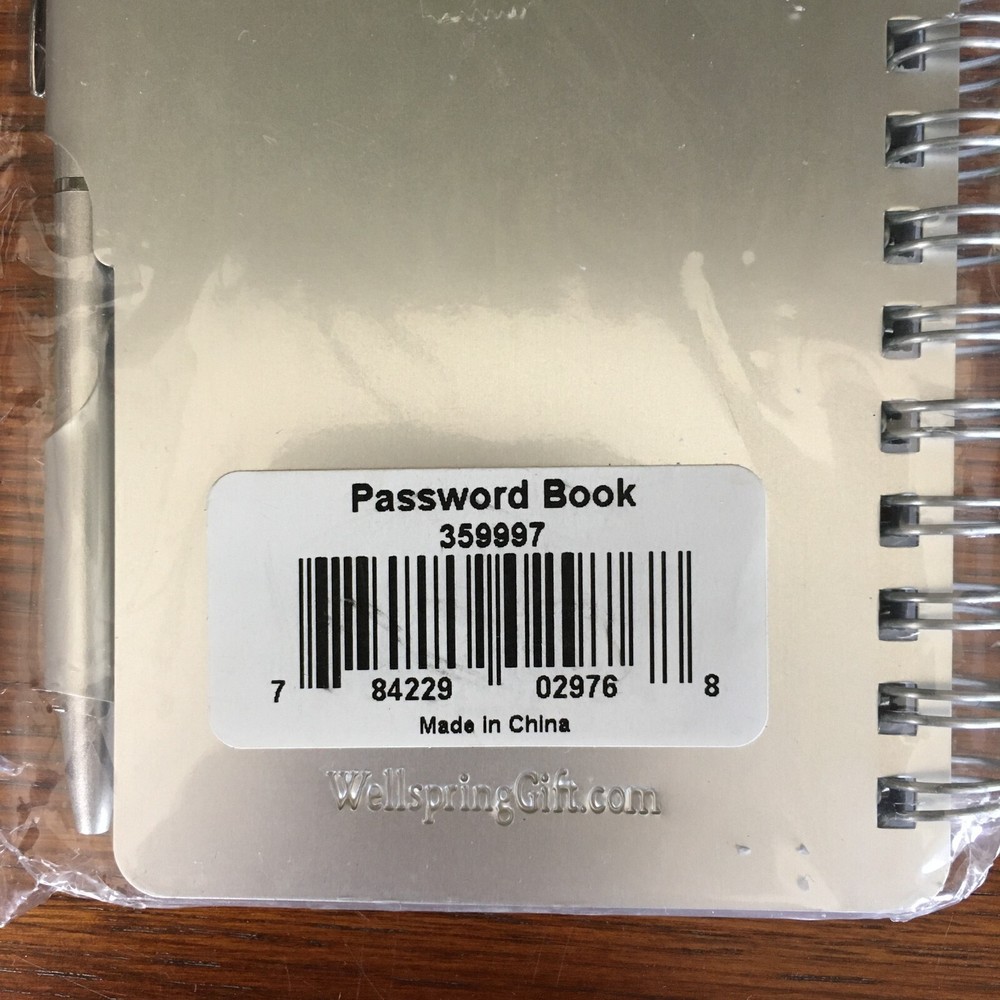 Password Book
359997
7 84229 02976 8
Made in China
WellspringGift.com